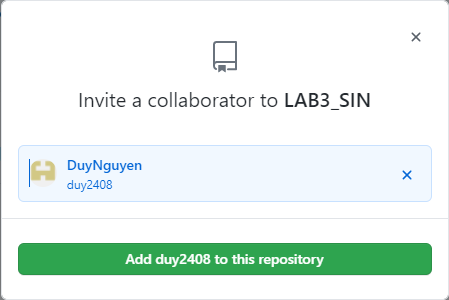 Invite a collaborator to LAB3_SIN
DuyNguyen
duy2408
Add duy2408 to this repository